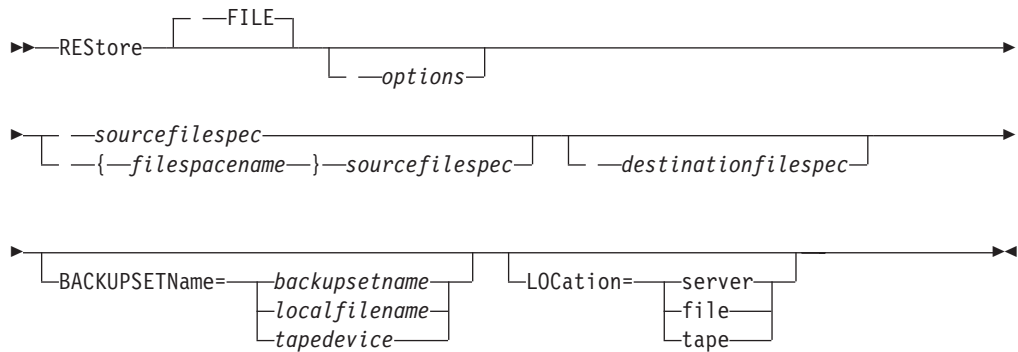 FILE
REStore
options
sourcefilespec
{ filespacename } sourcefilespec
destinationfilespec
BACKUPSETName= backupsetname
localfilename
tapedevice
LOCation= server
file
tape